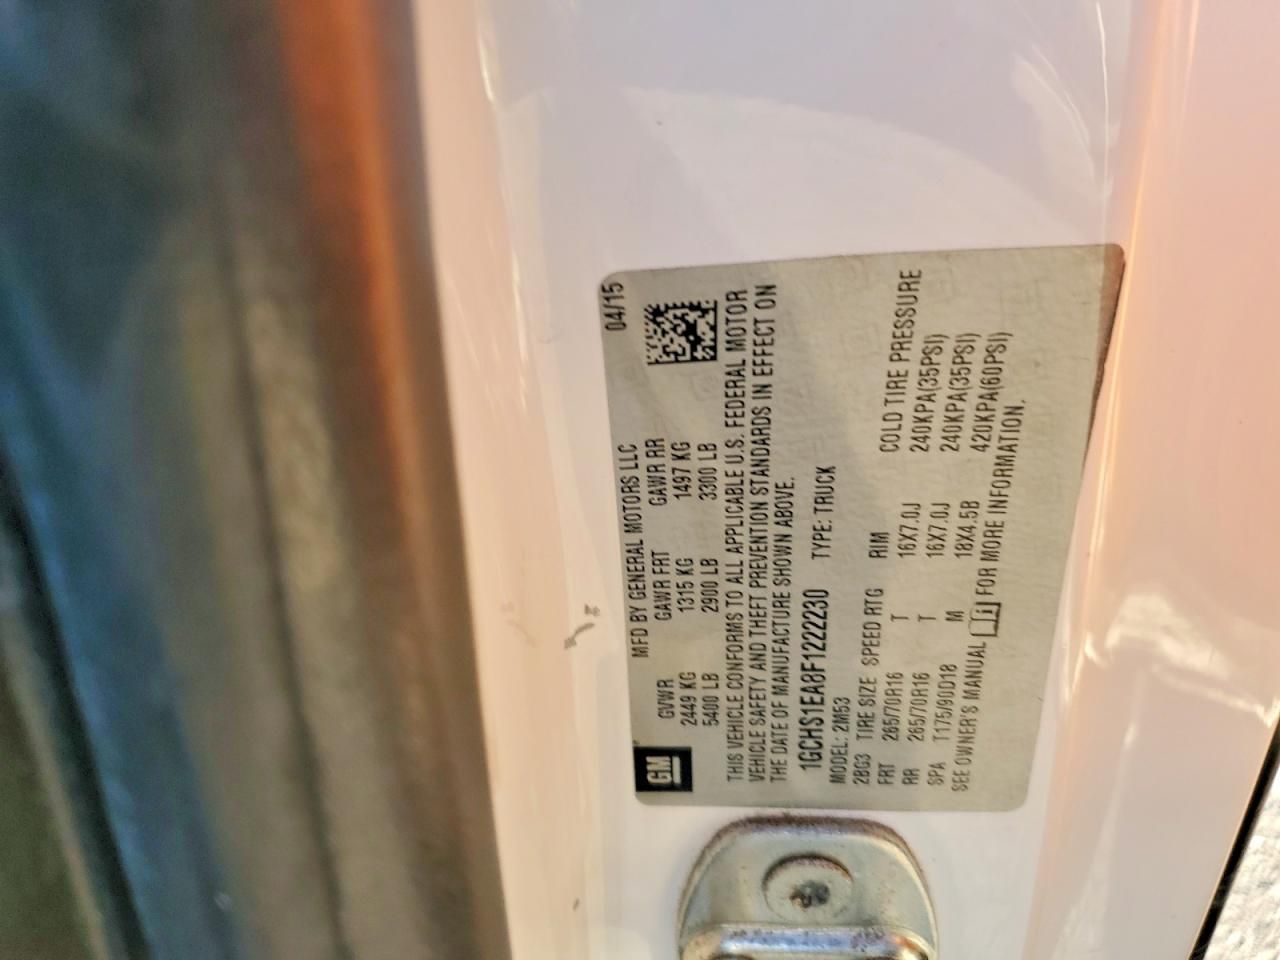 GM
MFD BY GENERAL MOTORS LLC 04/15
GVWR GAWR FRT GAWR RR
2449 KG 1315 KG 1497 KG
5400 LB 2900 LB 3300 LB
THIS VEHICLE CONFORMS TO ALL APPLICABLE U.S. FEDERAL MOTOR
VEHICLE SAFETY AND THEFT PREVENTION STANDARDS IN EFFECT ON
THE DATE OF MANUFACTURE SHOWN ABOVE.
1GCHS1EA8F1222230 TYPE: TRUCK
MODEL: 2M53
2BG3 TIRE SIZE SPEED RTG RIM COLD TIRE PRESSURE
FRT 265/70R16 T 16X7.0J 240KPA(35PSI)
RR 265/70R16 T 16X7.0J 240KPA(35PSI)
SPA T175/90D18 M 18X4.5B 420KPA(60PSI)
SEE OWNER'S MANUAL i FOR MORE INFORMATION.